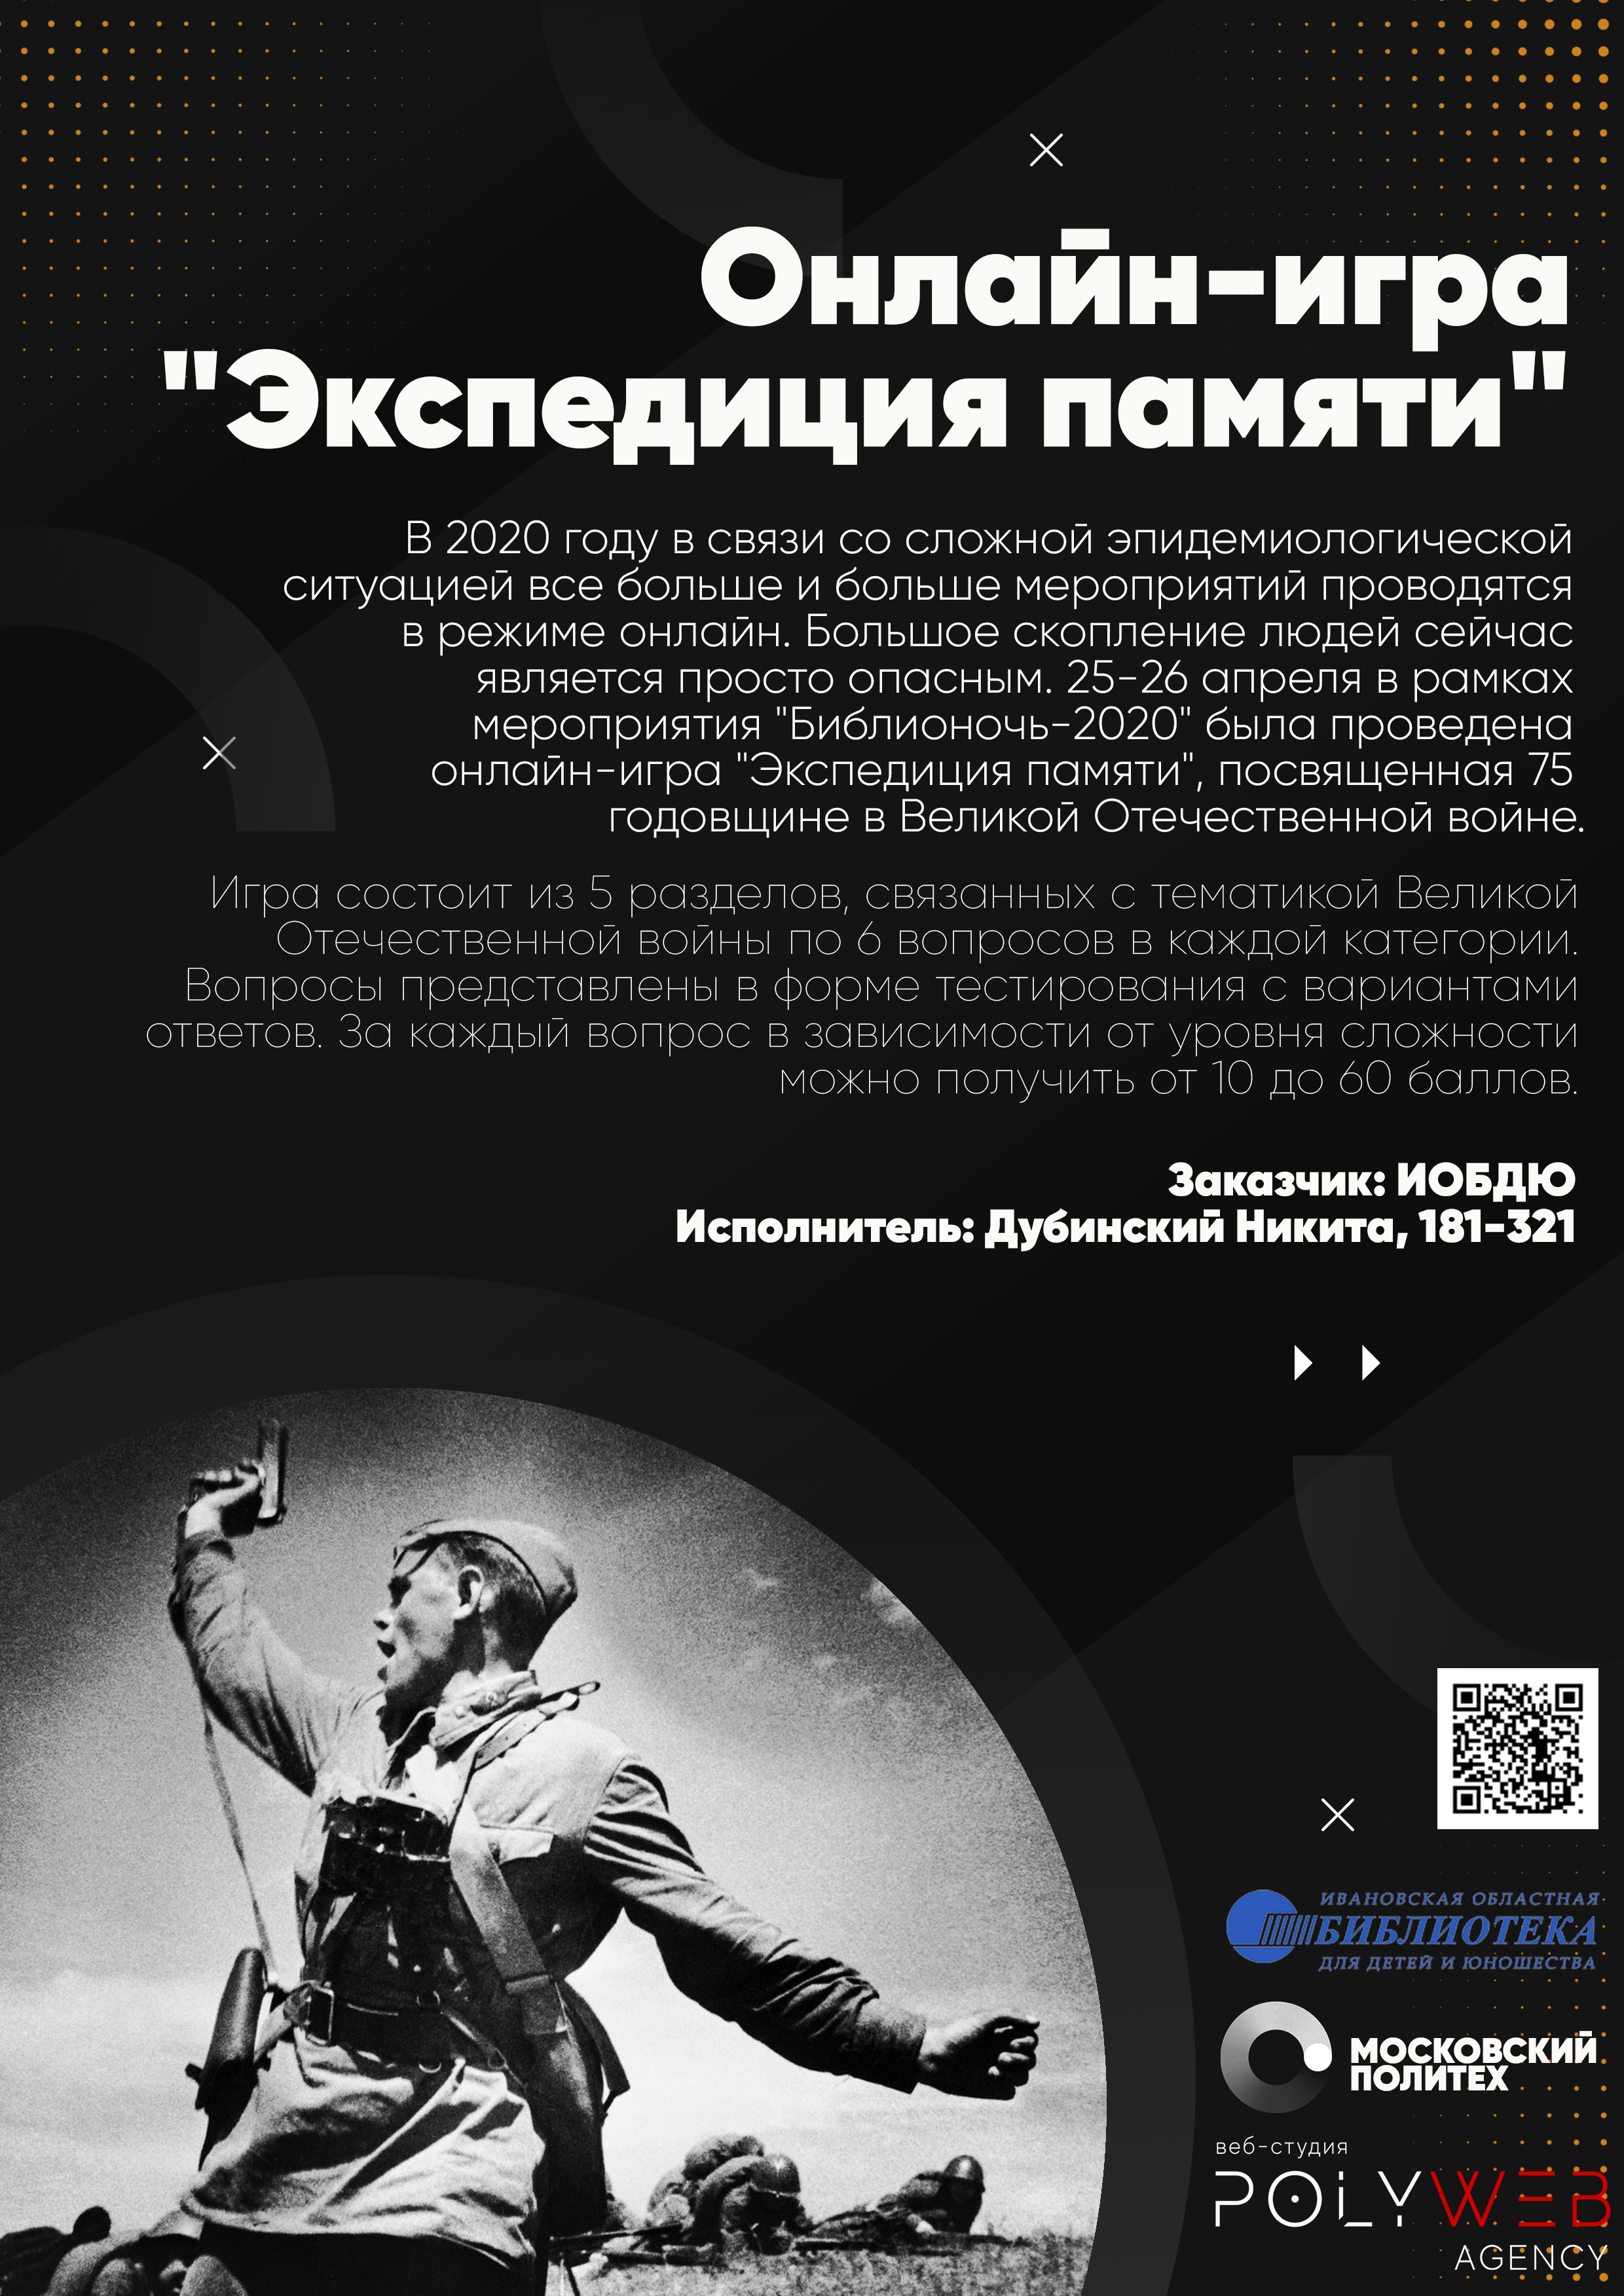 Онлайн-игра
"Экспедиция памяти"
В 2020 году в связи со сложной эпидемиологической
ситуацией все больше и больше мероприятий проводятся
в режиме онлайн. Большое скопление людей сейчас
является просто опасным. 25-26 апреля в рамках
мероприятия "Библионочь-2020" была проведена
онлайн-игра "Экспедиция памяти", посвященная 75
годовщине в Великой Отечественной войне.
Игра состоит из 5 разделов, связанных с тематикой Великой
Отечественной войны по 6 вопросов в каждой категории.
Вопросы представлены в форме тестирования с вариантами
ответов. За каждый вопрос в зависимости от уровня сложности
можно получить от 10 до 60 баллов.
Заказчик: ИОБДЮ
Исполнитель: Дубинский Никита, 181-321
ИВАНОВСКАЯ ОБЛАСТНАЯ
БИБЛИОТЕКА
ДЛЯ ДЕТЕЙ И ЮНОШЕСТВА
МОСКОВСКИЙ
ПОЛИТЕХ
веб-студия
POLYWEB
AGENCY